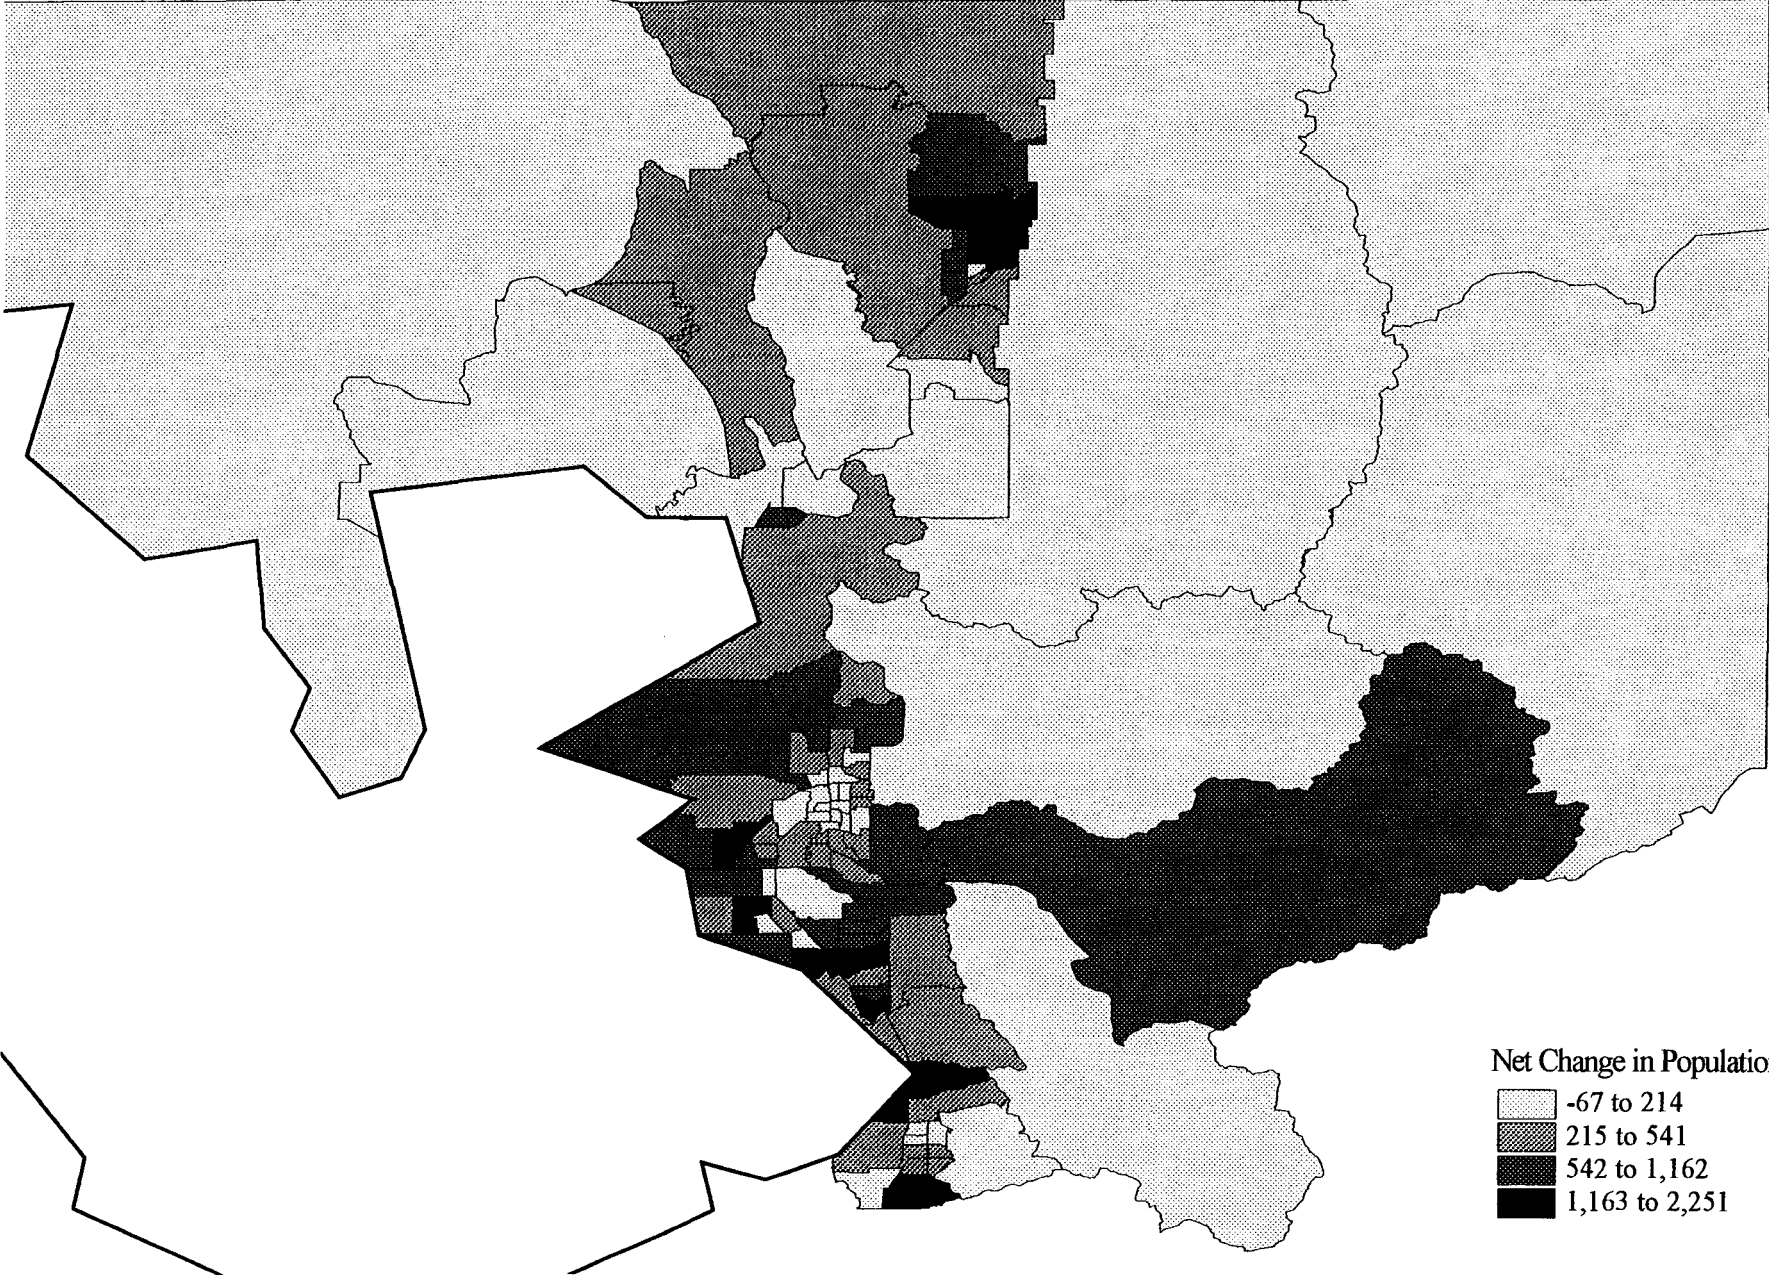 Net Change in Populatio
-67 to 214
215 to 541
542 to 1,162
1,163 to 2,251